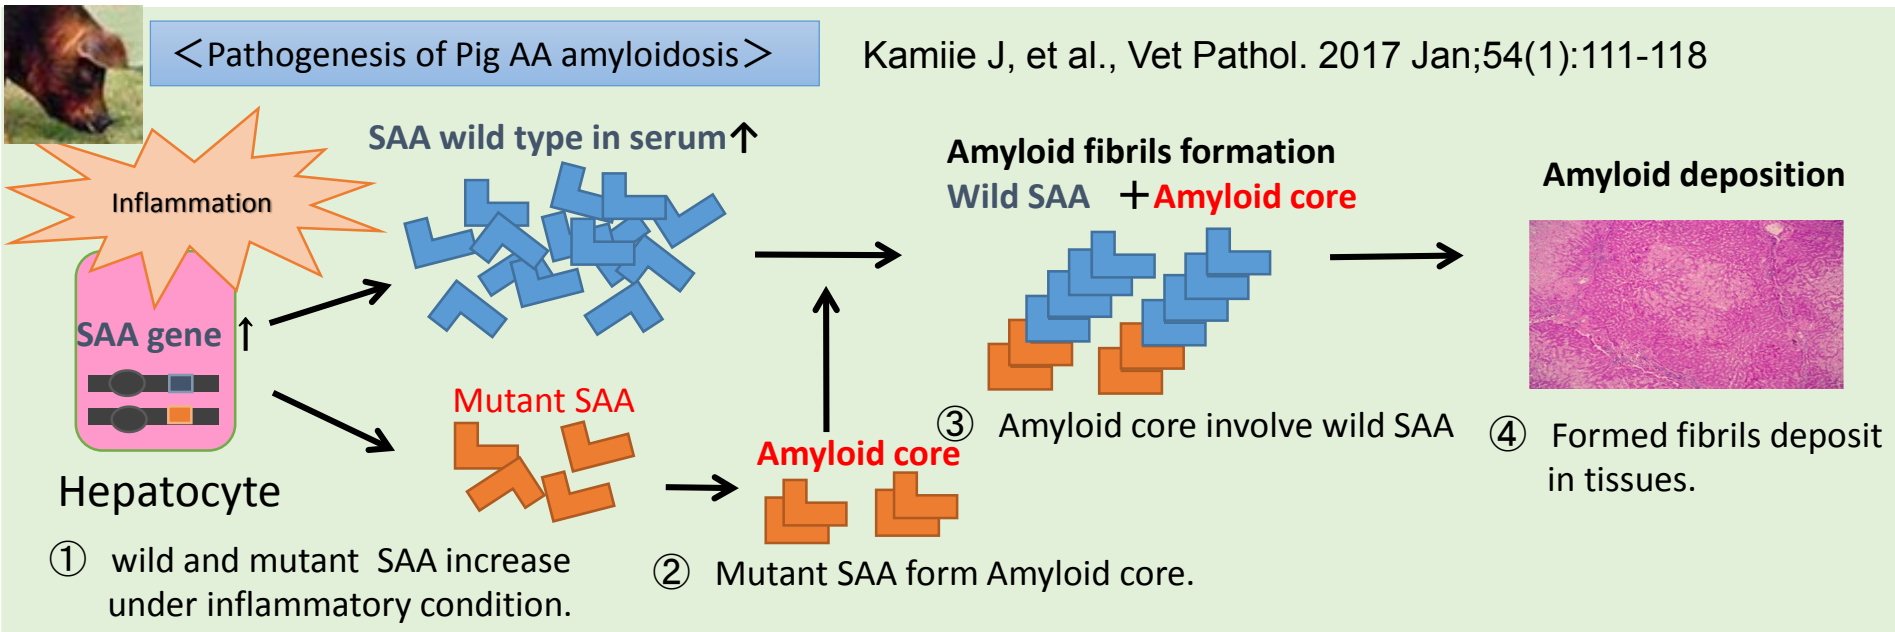 <Pathogenesis of Pig AA amyloidosis>
Kamiie J, et al., Vet Pathol. 2017 Jan;54(1):111-118
Inflammation
SAA gene ↑
Hepatocyte
① wild and mutant SAA increase
under inflammatory condition.
SAA wild type in serum↑
Mutant SAA
Amyloid core
② Mutant SAA form Amyloid core.
Amyloid fibrils formation
Wild SAA +Amyloid core
③ Amyloid core involve wild SAA
Amyloid deposition
④ Formed fibrils deposit
in tissues.